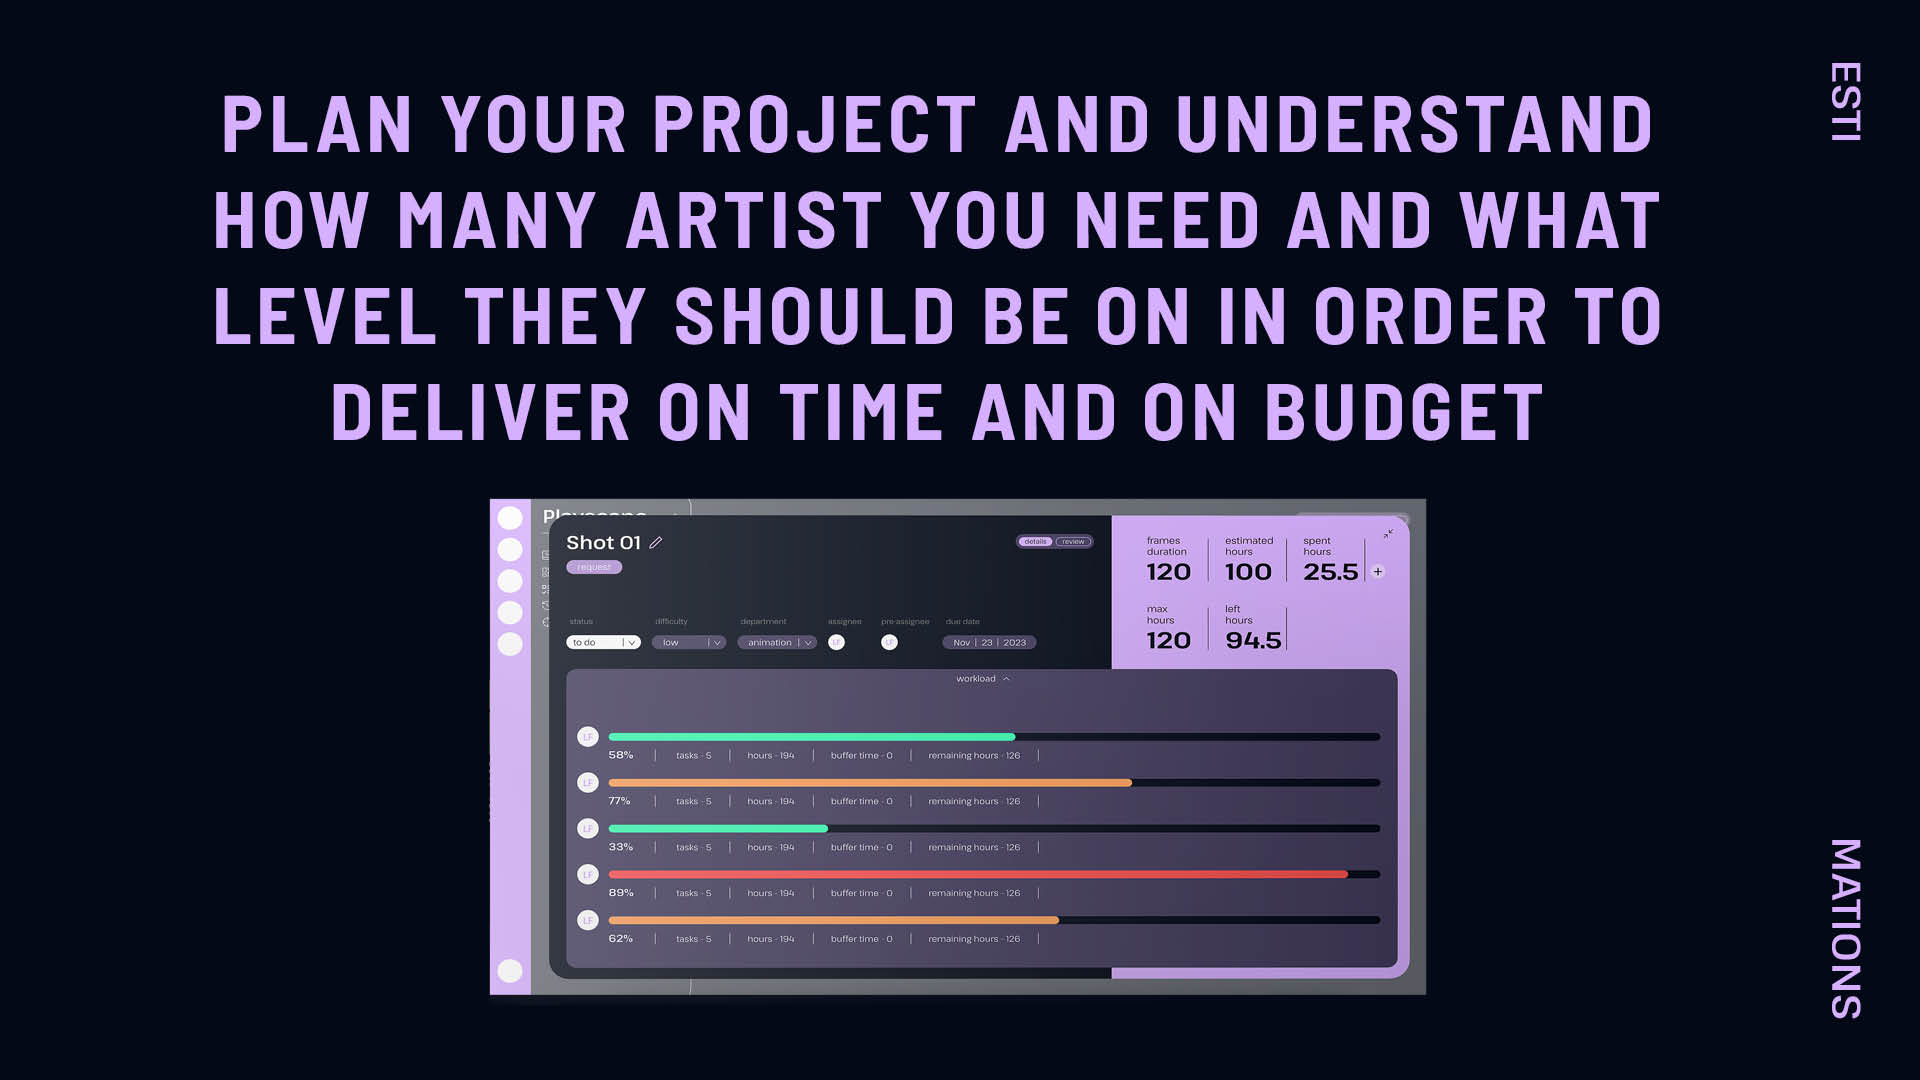 PLAN YOUR PROJECT AND UNDERSTAND
HOW MANY ARTIST YOU NEED AND WHAT
LEVEL THEY SHOULD BE ON IN ORDER TO
DELIVER ON TIME AND ON BUDGET
ESTI
MATIONS
Playscape
Shot 01
details review
request
status difficulty department assignee pre-assignee due date
to do low animation LF LF Nov 23 2023
frames duration
120
estimated hours
100
spent hours
25.5 +
max hours
120
left hours
94.5
workload
LF
58% tasks - 5 hours - 194 buffer time - 0 remaining hours - 126
LF
77% tasks - 5 hours - 194 buffer time - 0 remaining hours - 126
LF
33% tasks - 5 hours - 194 buffer time - 0 remaining hours - 126
LF
89% tasks - 5 hours - 194 buffer time - 0 remaining hours - 126
LF
62% tasks - 5 hours - 194 buffer time - 0 remaining hours - 126